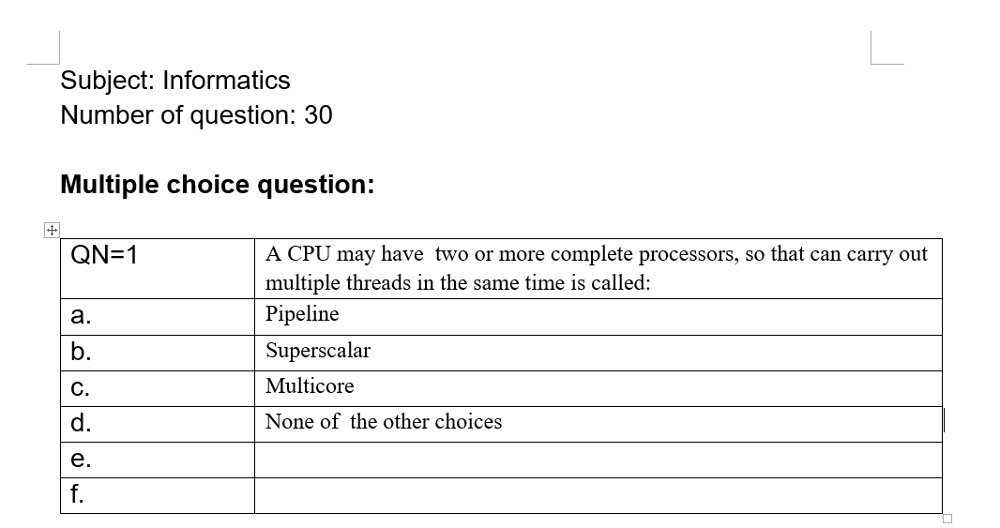 Subject: Informatics
Number of question: 30
Multiple choice question:
QN=1 A CPU may have  two or more complete processors, so that can carry out
multiple threads in the same time is called:
a. Pipeline
b. Superscalar
c. Multicore
d. None of  the other choices
e.
f.